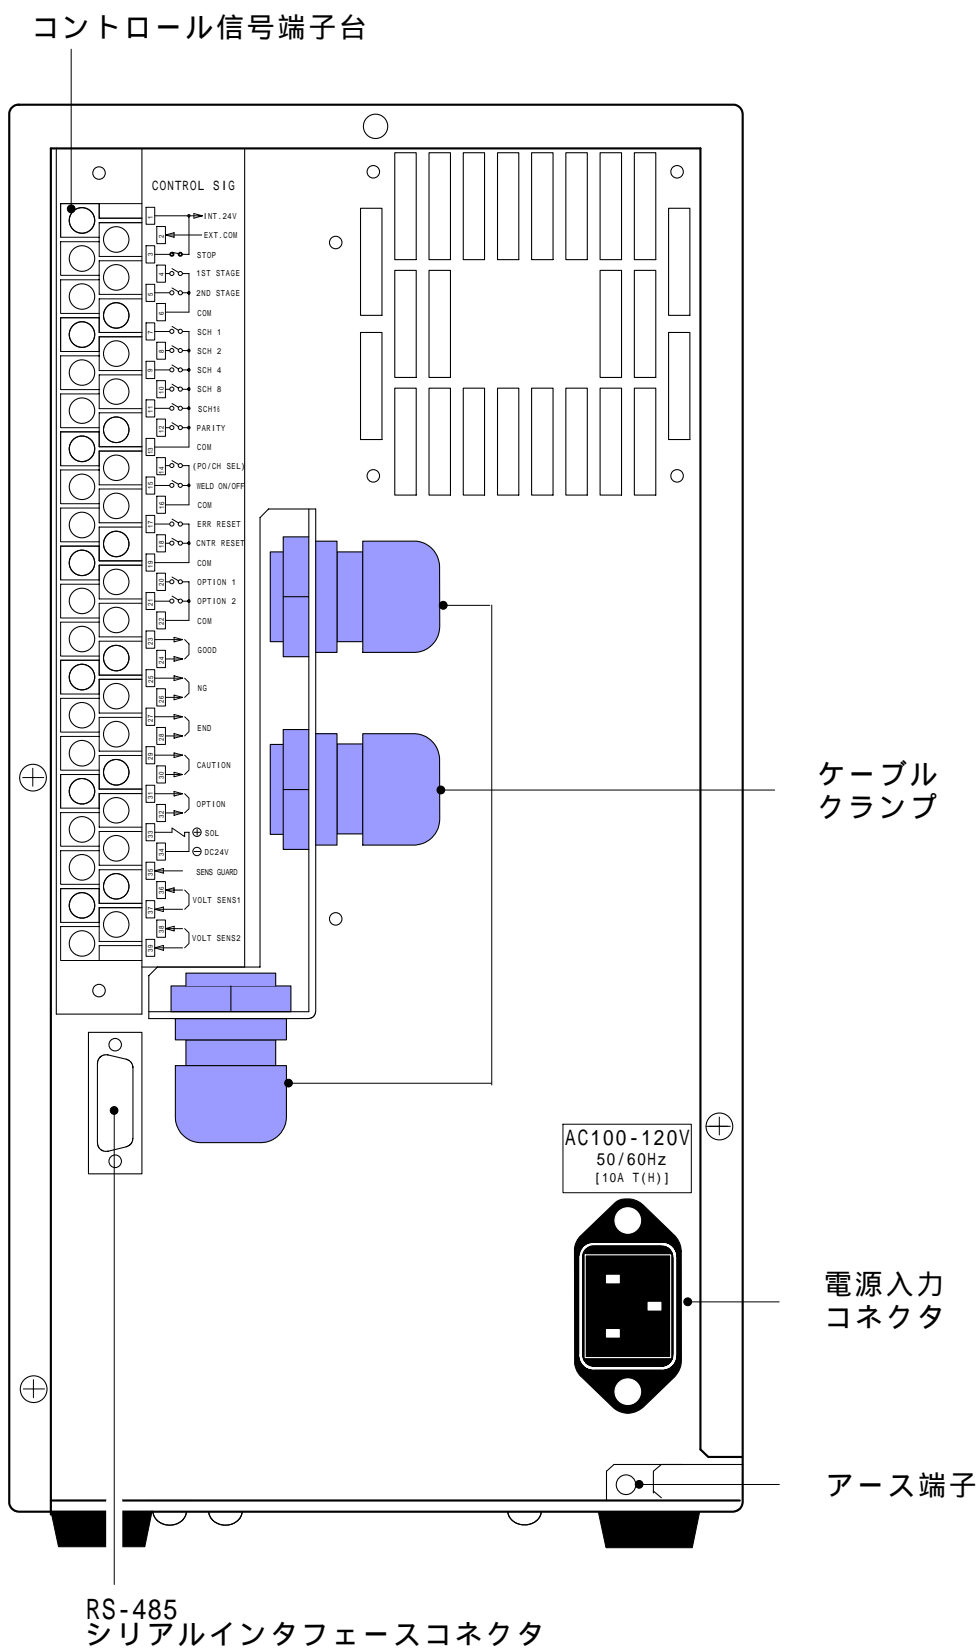 コントロール信号端子台
CONTROL SIG
1 INT.24V
2 EXT.COM
3 STOP
4 1ST STAGE
5 2ND STAGE
6 COM
7 SCH 1
8 SCH 2
9 SCH 4
10 SCH 8
11 SCH16
12 PARITY
13 COM
14 (PO/CH SEL)
15 WELD ON/OFF
16 COM
17 ERR RESET
18 CNTR RESET
19 COM
20 OPTION 1
21 OPTION 2
22 COM
23
GOOD
24
25
NG
26
27
END
28
29
CAUTION
30
31
OPTION
32
33 ⊕ SOL
34 ⊖ DC24V
35 SENS GUARD
36
VOLT SENS1
37
38
VOLT SENS2
39
ケーブル
クランプ
AC100-120V
50/60Hz
[10A T(H)]
電源入力
コネクタ
アース端子
RS-485
シリアルインタフェースコネクタ